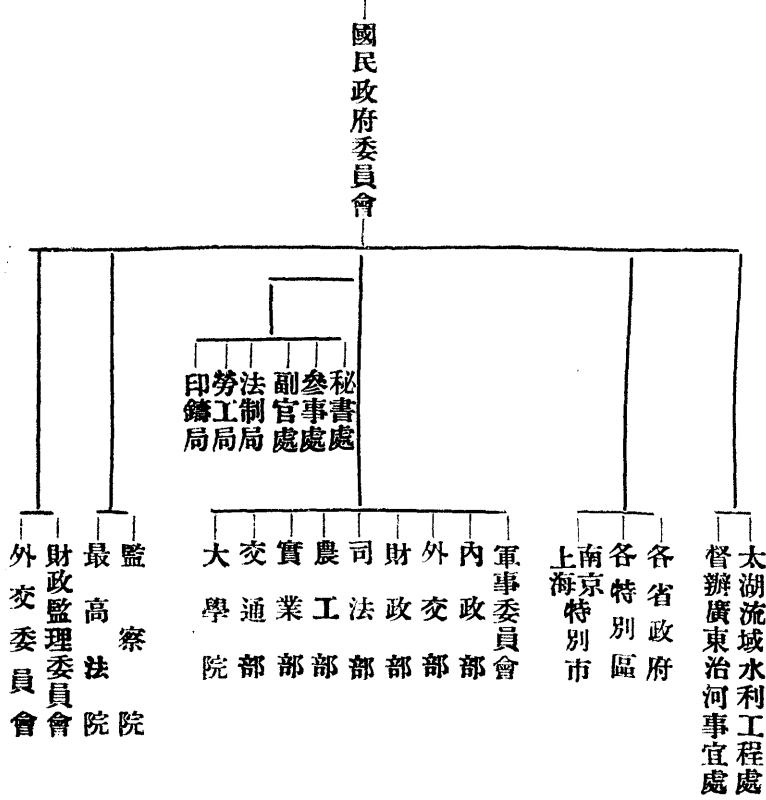 國民政府委員會
秘書處
參事處
副官處
法制局
勞工局
印鑄局
太湖流域水利工程處
督辦廣東治河事宜處
各省政府
各特別區
南京特別市
上海
軍事委員會
內政部
外交部
財政部
司法部
農工部
實業部
交通部
大學院
監察院
最高法院
財政監理委員會
外交委員會